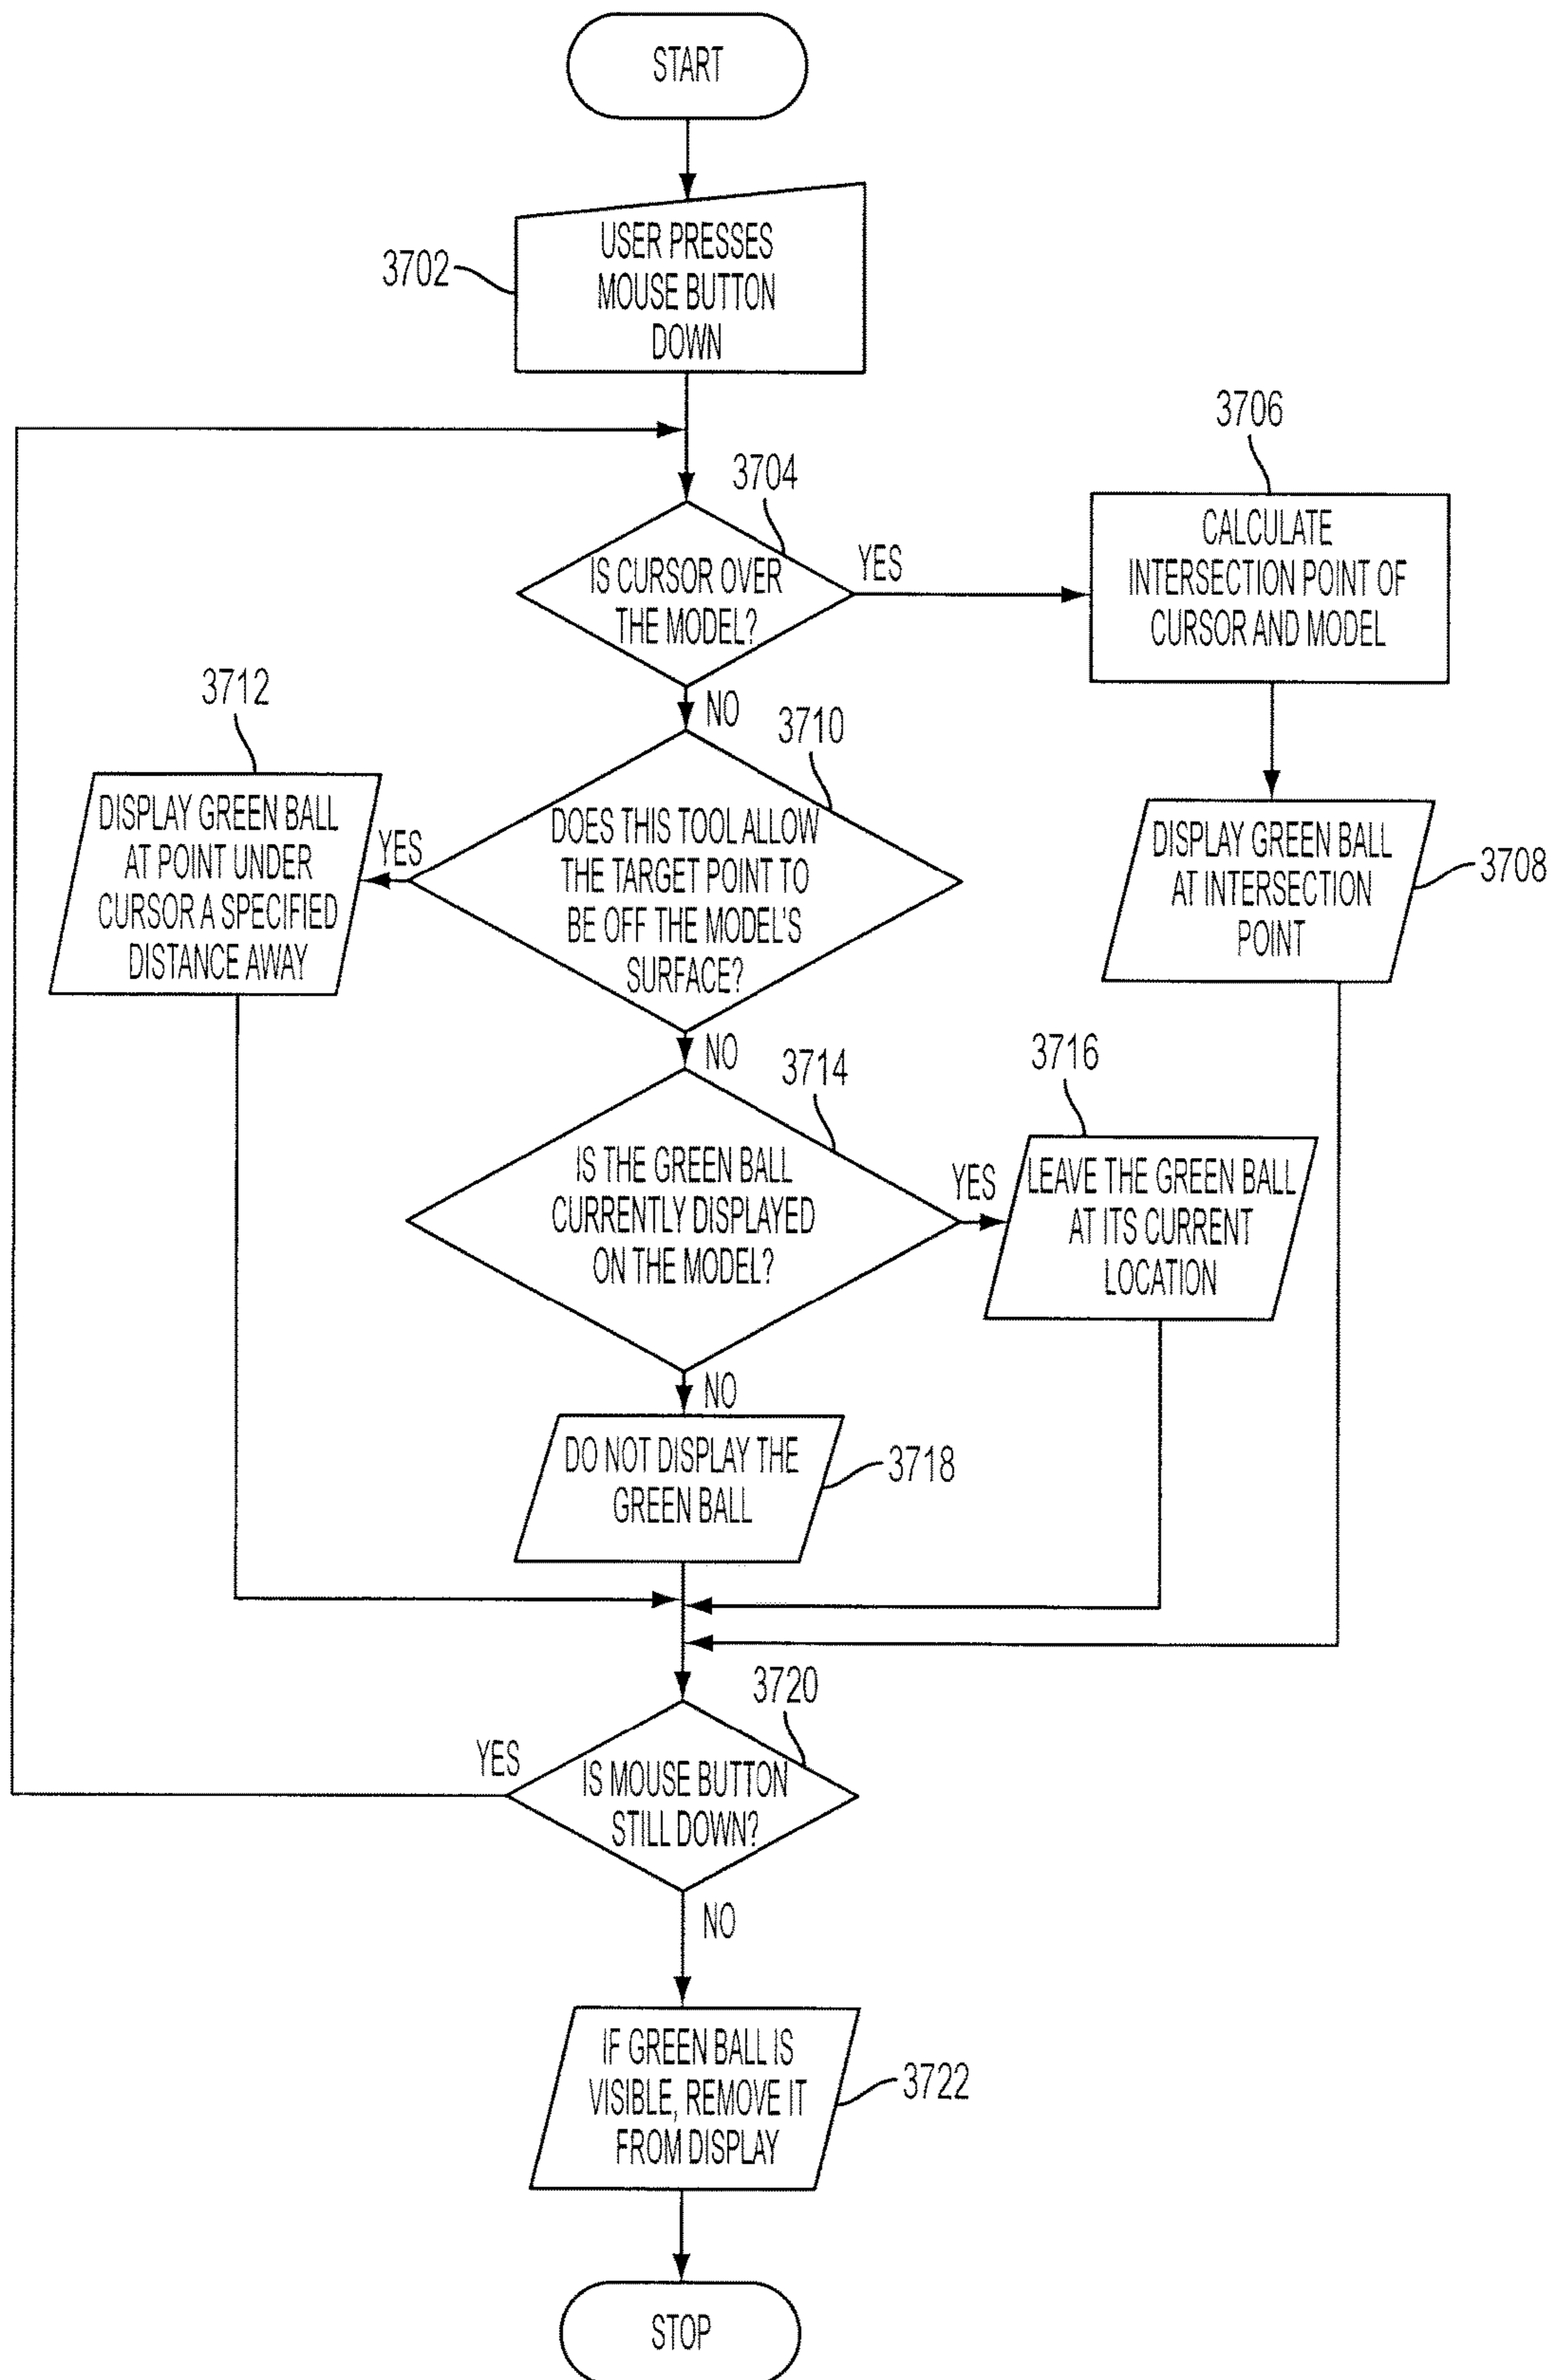 START
USER PRESSES
MOUSE BUTTON
DOWN
3702
3704
IS CURSOR OVER
THE MODEL?
YES
NO
3706
CALCULATE
INTERSECTION POINT OF
CURSOR AND MODEL
DISPLAY GREEN BALL
AT INTERSECTION
POINT
3708
3710
DOES THIS TOOL ALLOW
THE TARGET POINT TO
BE OFF THE MODEL'S
SURFACE?
YES
NO
3712
DISPLAY GREEN BALL
AT POINT UNDER
CURSOR A SPECIFIED
DISTANCE AWAY
3714
IS THE GREEN BALL
CURRENTLY DISPLAYED
ON THE MODEL?
YES
NO
3716
LEAVE THE GREEN BALL
AT ITS CURRENT
LOCATION
DO NOT DISPLAY THE
GREEN BALL
3718
3720
IS MOUSE BUTTON
STILL DOWN?
YES
NO
IF GREEN BALL IS
VISIBLE, REMOVE IT
FROM DISPLAY
3722
STOP